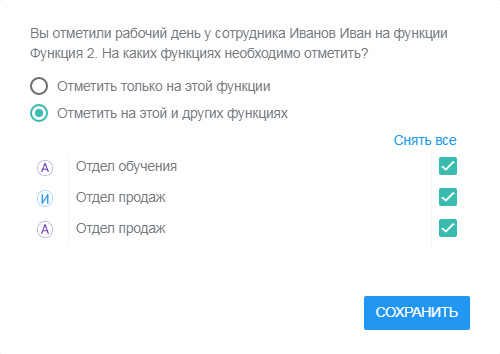 Вы отметили рабочий день у сотрудника Иванов Иван на функции
Функция 2. На каких функциях необходимо отметить?
Отметить только на этой функции
Отметить на этой и других функциях
Снять все
А Отдел обучения
И Отдел продаж
А Отдел продаж
СОХРАНИТЬ